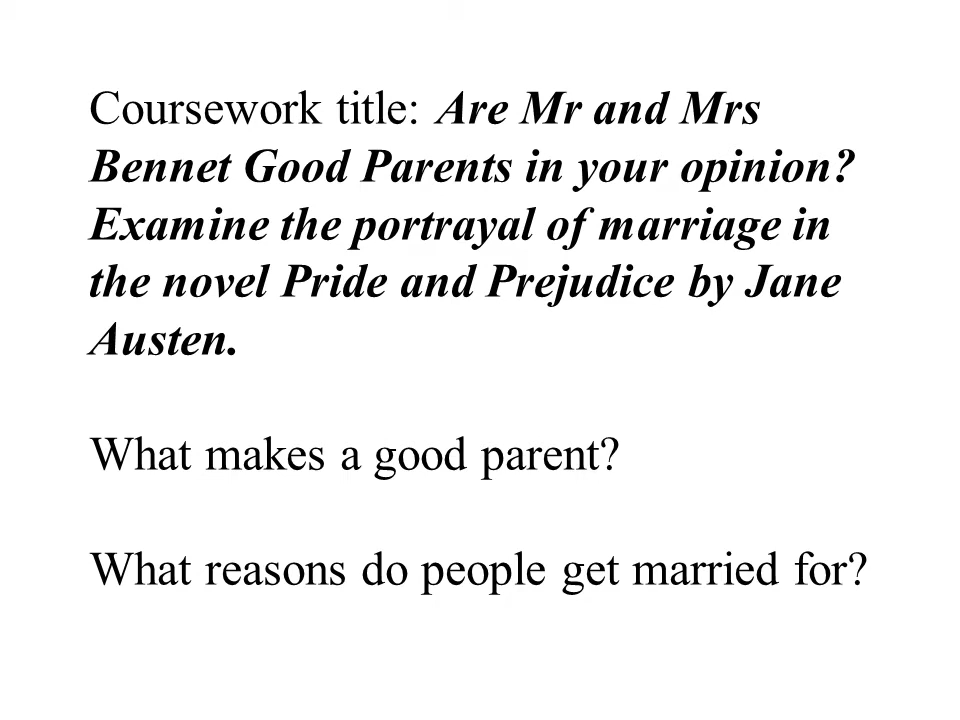 Coursework title: Are Mr and Mrs
Bennet Good Parents in your opinion?
Examine the portrayal of marriage in
the novel Pride and Prejudice by Jane
Austen.
What makes a good parent?
What reasons do people get married for?